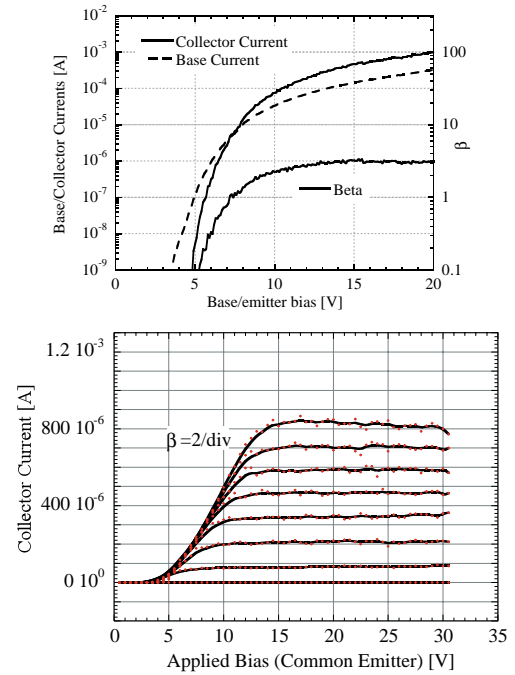 10-2
10-3
10-4
10-5
10-6
10-7
10-8
10-9
Base/Collector Currents [A]
Collector Current
Base Current
Beta
100
10
1
0.1
β
0 5 10 15 20
Base/emitter bias [V]
1.2 10-3
800 10-6
400 10-6
0 100
Collector Current [A]
β =2/div
0 5 10 15 20 25 30 35
Applied Bias (Common Emitter) [V]